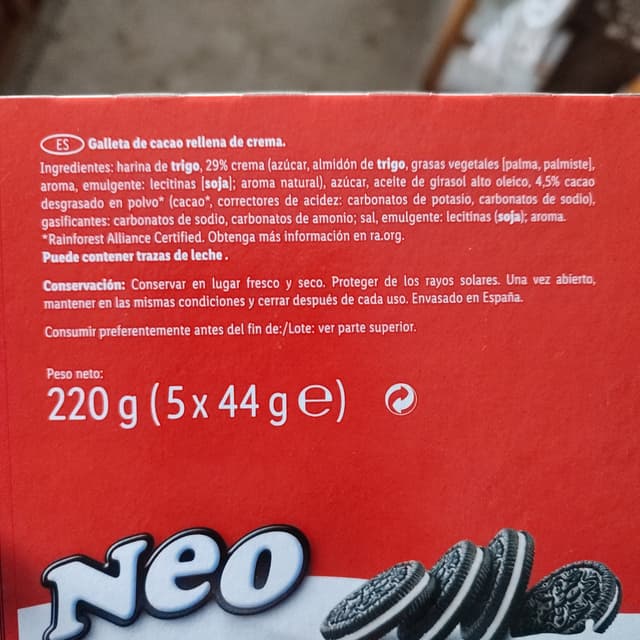 ES Galleta de cacao rellena de crema.
Ingredientes: harina de trigo, 29% crema (azúcar, almidón de trigo, grasas vegetales [palma, palmiste],
aroma, emulgente: lecitinas [soja]; aroma natural), azúcar, aceite de girasol alto oleico, 4,5% cacao
desgrasado en polvo* (cacao*, correctores de acidez: carbonatos de potasio, carbonatos de sodio),
gasificantes: carbonatos de sodio, carbonatos de amonio; sal, emulgente: lecitinas (soja); aroma.
*Rainforest Alliance Certified. Obtenga más información en ra.org.
Puede contener trazas de leche.
Conservación: Conservar en lugar fresco y seco. Proteger de los rayos solares. Una vez abierto,
mantener en las mismas condiciones y cerrar después de cada uso. Envasado en España.
Consumir preferentemente antes del fin de:/Lote: ver parte superior.
Peso neto:
220 g (5 x 44 g ℮)
Neo